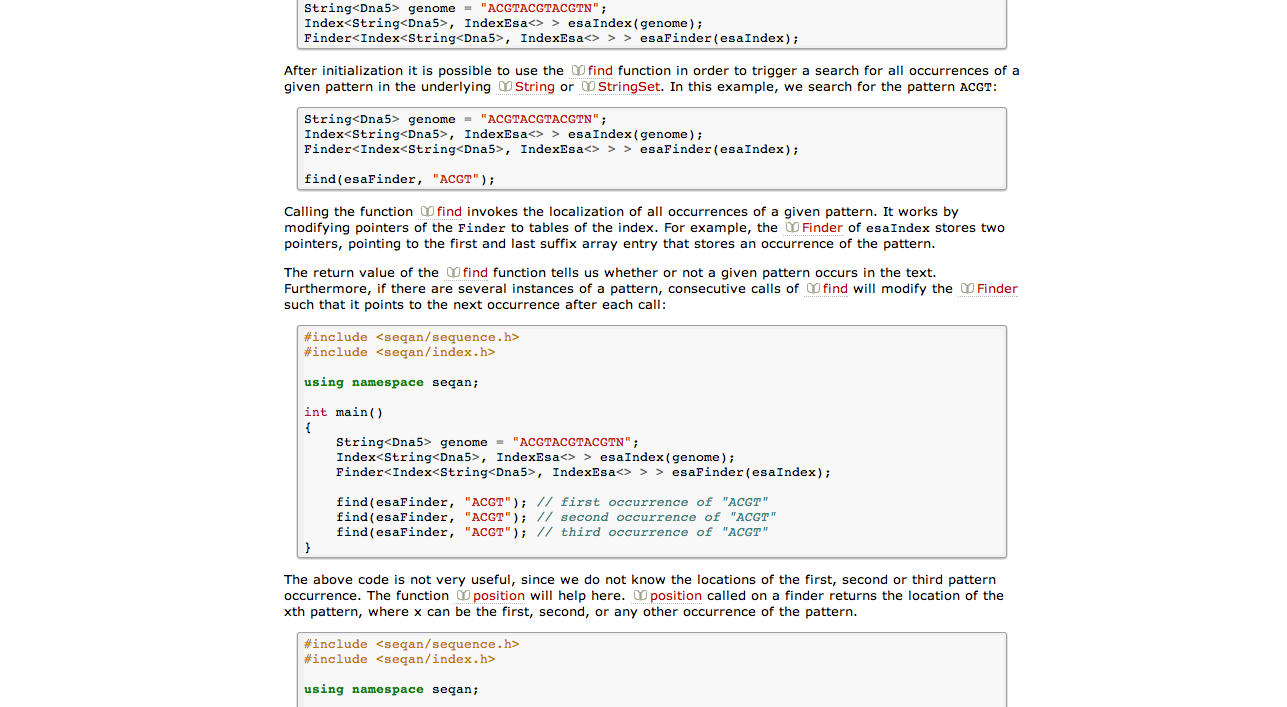 String<Dna5> genome = "ACGTACGTACGTN";
Index<String<Dna5>, IndexEsa<> > esaIndex(genome);
Finder<Index<String<Dna5>, IndexEsa<> > > esaFinder(esaIndex);
After initialization it is possible to use the find function in order to trigger a search for all occurrences of a
given pattern in the underlying String or StringSet. In this example, we search for the pattern ACGT:
String<Dna5> genome = "ACGTACGTACGTN";
Index<String<Dna5>, IndexEsa<> > esaIndex(genome);
Finder<Index<String<Dna5>, IndexEsa<> > > esaFinder(esaIndex);
find(esaFinder, "ACGT");
Calling the function find invokes the localization of all occurrences of a given pattern. It works by
modifying pointers of the Finder to tables of the index. For example, the Finder of esaIndex stores two
pointers, pointing to the first and last suffix array entry that stores an occurrence of the pattern.
The return value of the find function tells us whether or not a given pattern occurs in the text.
Furthermore, if there are several instances of a pattern, consecutive calls of find will modify the Finder
such that it points to the next occurrence after each call:
#include <seqan/sequence.h>
#include <seqan/index.h>
using namespace seqan;
int main()
{
    String<Dna5> genome = "ACGTACGTACGTN";
    Index<String<Dna5>, IndexEsa<> > esaIndex(genome);
    Finder<Index<String<Dna5>, IndexEsa<> > > esaFinder(esaIndex);
    find(esaFinder, "ACGT"); // first occurrence of "ACGT"
    find(esaFinder, "ACGT"); // second occurrence of "ACGT"
    find(esaFinder, "ACGT"); // third occurrence of "ACGT"
}
The above code is not very useful, since we do not know the locations of the first, second or third pattern
occurrence. The function position will help here. position called on a finder returns the location of the
xth pattern, where x can be the first, second, or any other occurrence of the pattern.
#include <seqan/sequence.h>
#include <seqan/index.h>
using namespace seqan;